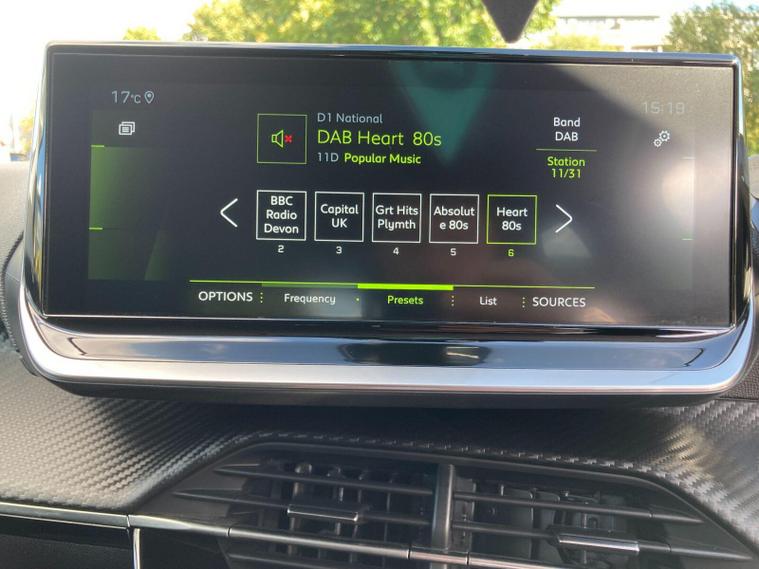 17°C
15:19
D1 National
DAB Heart 80s
11D Popular Music
Band
DAB
Station
11/31
BBC
Radio
Devon
2
Capital
UK
3
Grt Hits
Plymth
4
Absolut
e 80s
5
Heart
80s
6
OPTIONS
Frequency
Presets
List
SOURCES